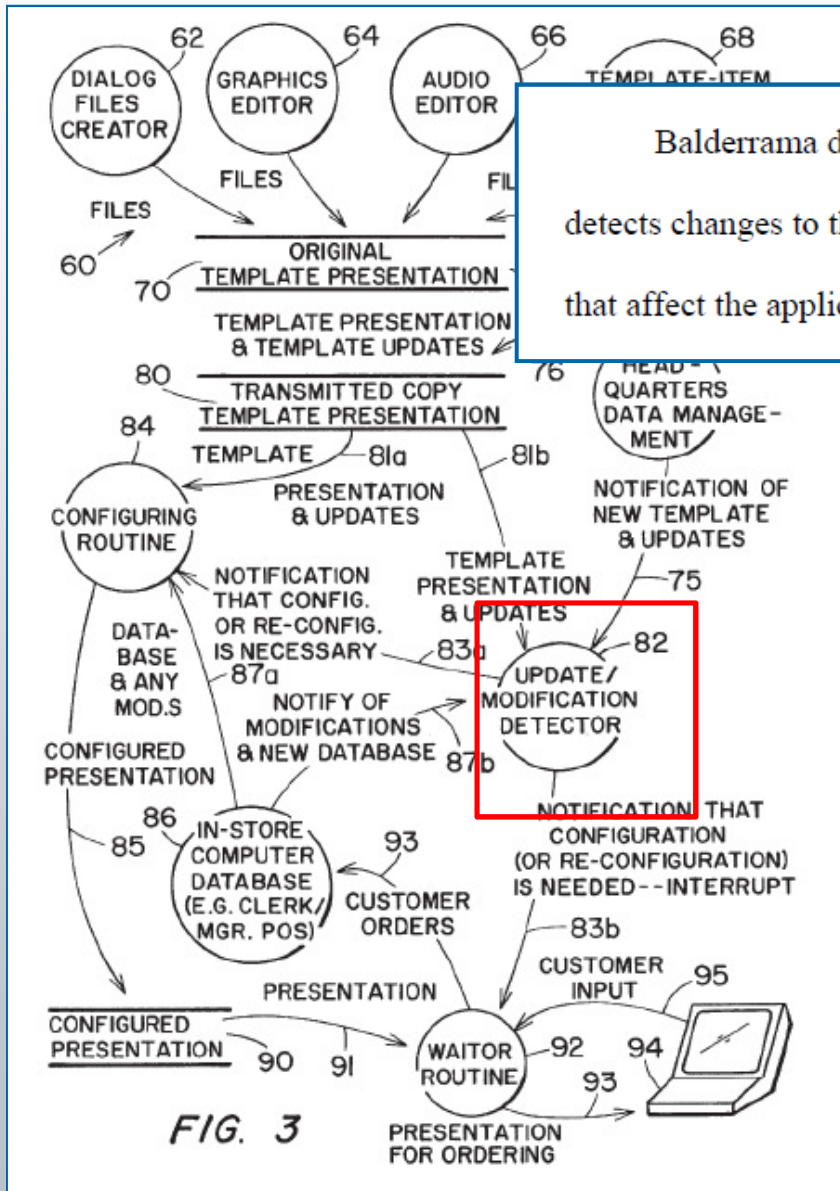 62
64
66
68
DIALOG
FILES
CREATOR
GRAPHICS
EDITOR
AUDIO
EDITOR
TEMPLATE-ITEM
Balderrama
detects changes to
that affect the
FILES
FILES
60
70
ORIGINAL
TEMPLATE PRESENTATION
TEMPLATE PRESENTATION
& TEMPLATE UPDATES
76
80
TRANSMITTED COPY
TEMPLATE PRESENTATION
HEAD-
QUARTERS
DATA MANAGE-
MENT
84
TEMPLATE
81a
81b
PRESENTATION
& UPDATES
CONFIGURING
ROUTINE
NOTIFICATION OF
NEW TEMPLATE
& UPDATES
75
TEMPLATE
PRESENTATION
& UPDATES
NOTIFICATION
THAT CONFIG.
OR RE-CONFIG.
IS NECESSARY
83a
82
DATA-
BASE
& ANY
MOD.S
87a
UPDATE/
MODIFICATION
DETECTOR
NOTIFY OF
MODIFICATIONS
& NEW DATABASE
87b
CONFIGURED
PRESENTATION
85
86
IN-STORE
COMPUTER
DATABASE
(E.G. CLERK/
MGR. POS)
93
CUSTOMER
ORDERS
NOTIFICATION THAT
CONFIGURATION
(OR RE-CONFIGURATION)
IS NEEDED--INTERRUPT
83b
CUSTOMER
INPUT
95
PRESENTATION
CONFIGURED
PRESENTATION
90
91
WAITOR
ROUTINE
92
94
93
PRESENTATION
FOR ORDERING
FIG. 3